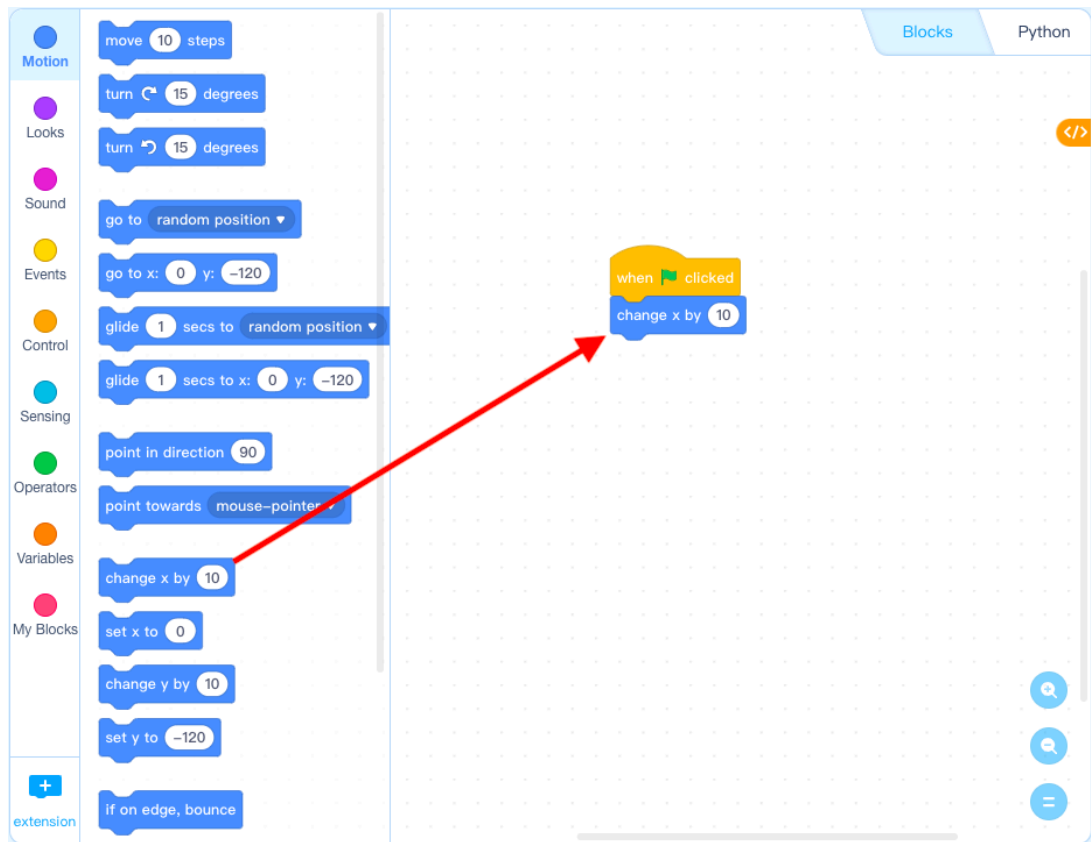 Motion
Looks
Sound
Events
Control
Sensing
Operators
Variables
My Blocks
extension
move 10 steps
turn 15 degrees
turn 15 degrees
go to random position
go to x: 0 y: −120
glide 1 secs to random position
glide 1 secs to x: 0 y: −120
point in direction 90
point towards mouse−pointer
change x by 10
set x to 0
change y by 10
set y to −120
if on edge, bounce
Blocks Python
</>
when clicked
change x by 10